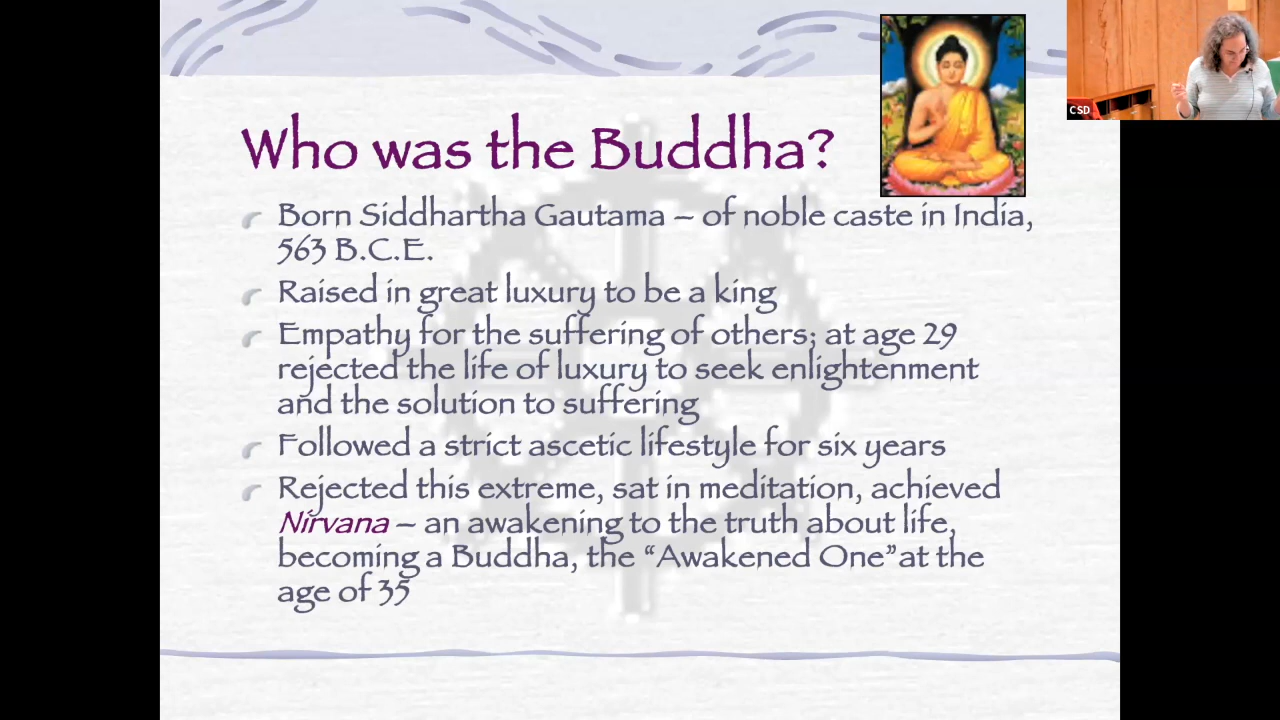 CSD
Who was the Buddha?
Born Siddhartha Gautama – of noble caste in India,
563 B.C.E.
Raised in great luxury to be a king
Empathy for the suffering of others; at age 29
rejected the life of luxury to seek enlightenment
and the solution to suffering
Followed a strict ascetic lifestyle for six years
Rejected this extreme, sat in meditation, achieved
Nirvana – an awakening to the truth about life,
becoming a Buddha, the “Awakened One”at the
age of 35